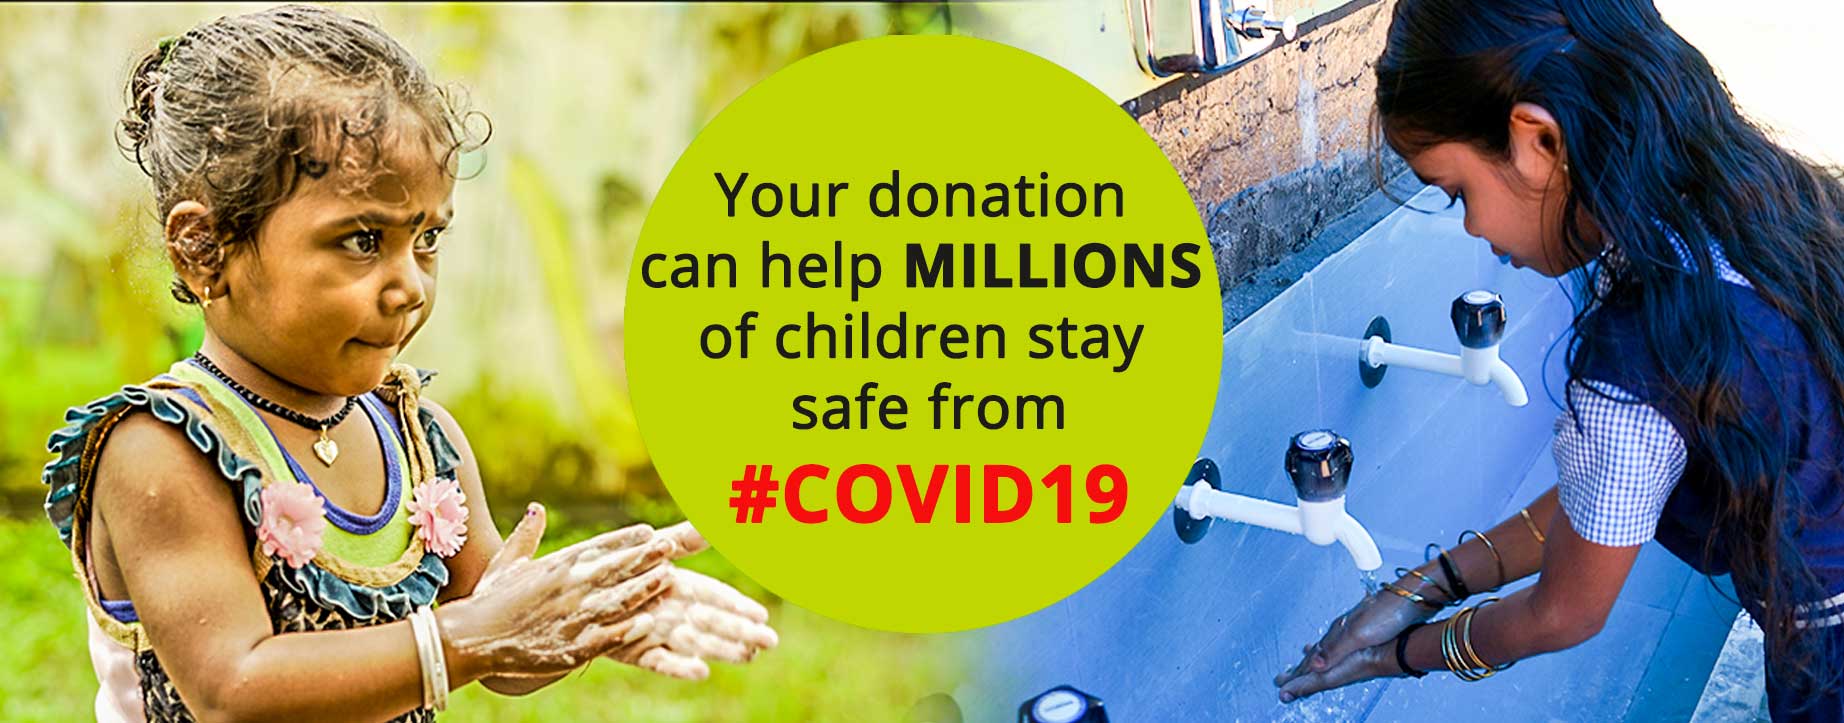 Your donation
can help MILLIONS
of children stay
safe from
#COVID19